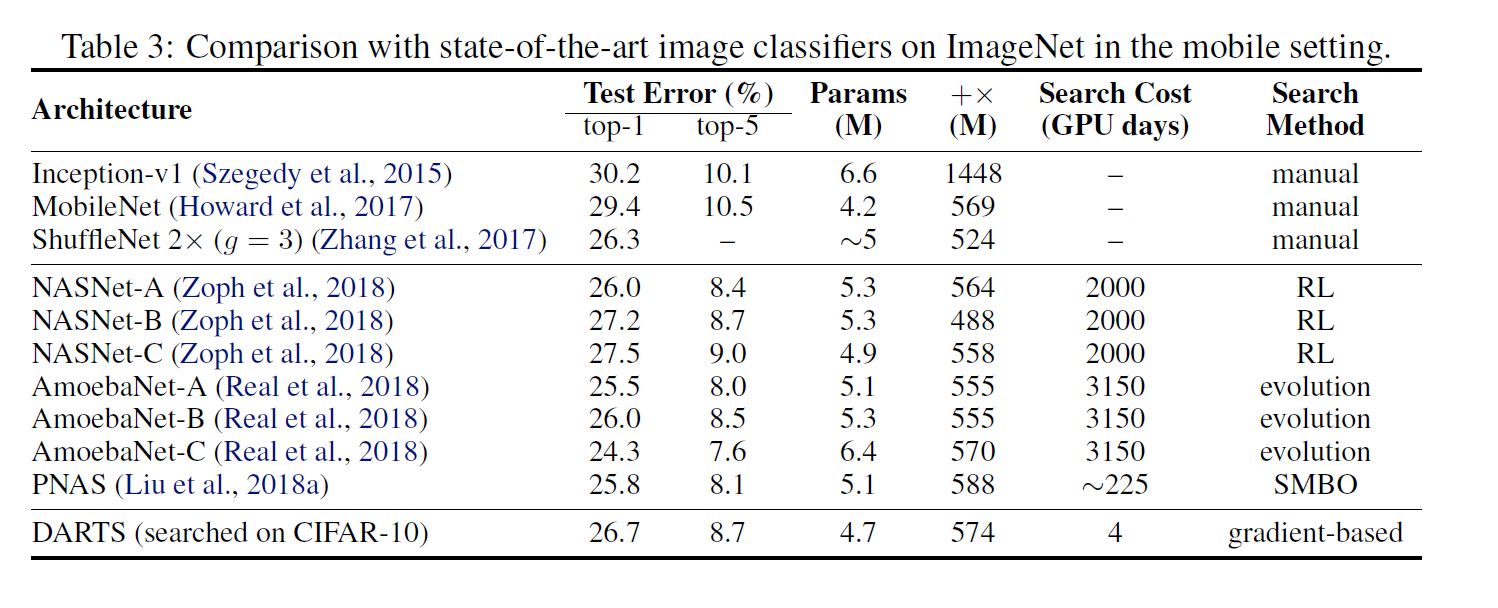 Table 3: Comparison with state-of-the-art image classifiers on ImageNet in the mobile setting.
Architecture Test Error (%) Params +× Search Cost Search
top-1 top-5 (M) (M) (GPU days) Method
Inception-v1 (Szegedy et al., 2015) 30.2 10.1 6.6 1448 – manual
MobileNet (Howard et al., 2017) 29.4 10.5 4.2 569 – manual
ShuffleNet 2× (g = 3) (Zhang et al., 2017) 26.3 – ∼5 524 – manual
NASNet-A (Zoph et al., 2018) 26.0 8.4 5.3 564 2000 RL
NASNet-B (Zoph et al., 2018) 27.2 8.7 5.3 488 2000 RL
NASNet-C (Zoph et al., 2018) 27.5 9.0 4.9 558 2000 RL
AmoebaNet-A (Real et al., 2018) 25.5 8.0 5.1 555 3150 evolution
AmoebaNet-B (Real et al., 2018) 26.0 8.5 5.3 555 3150 evolution
AmoebaNet-C (Real et al., 2018) 24.3 7.6 6.4 570 3150 evolution
PNAS (Liu et al., 2018a) 25.8 8.1 5.1 588 ∼225 SMBO
DARTS (searched on CIFAR-10) 26.7 8.7 4.7 574 4 gradient-based